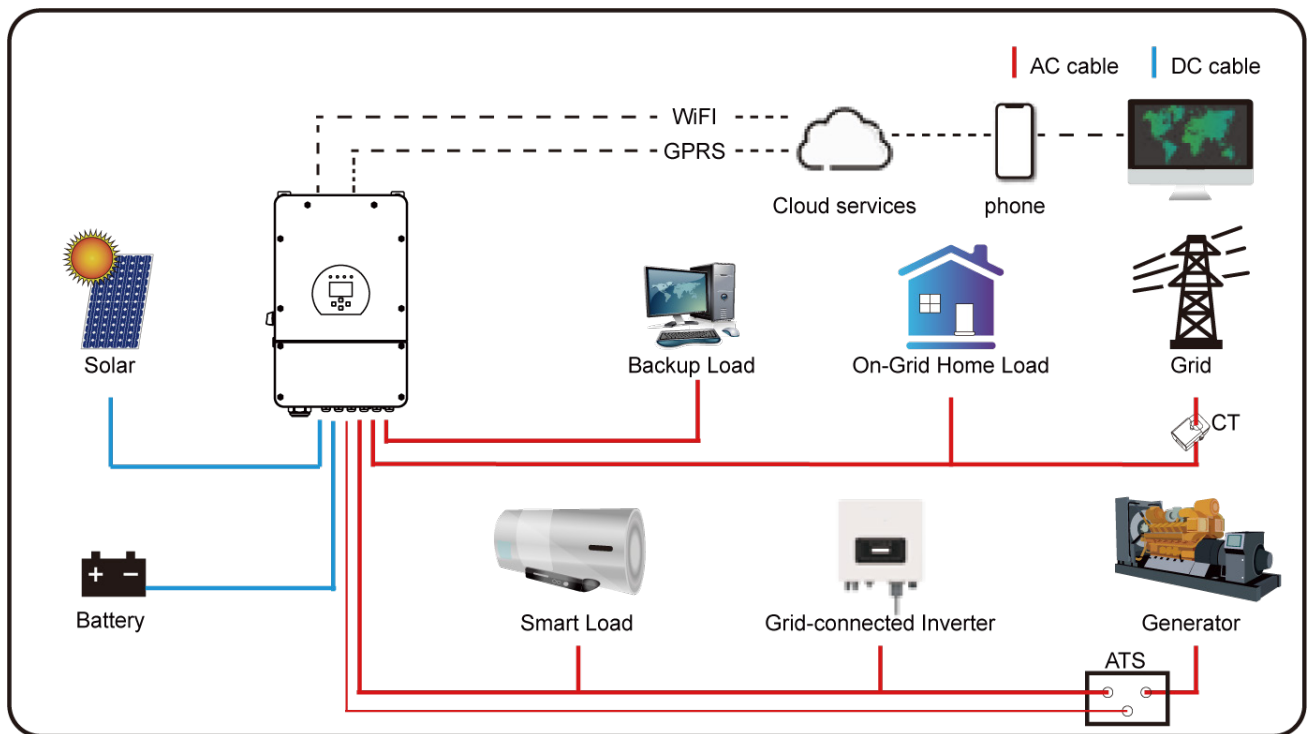 AC cable
DC cable
WiFI
GPRS
Cloud services
phone
Solar
Backup Load
On-Grid Home Load
Grid
CT
Battery
+ −
Smart Load
Grid-connected Inverter
Generator
ATS